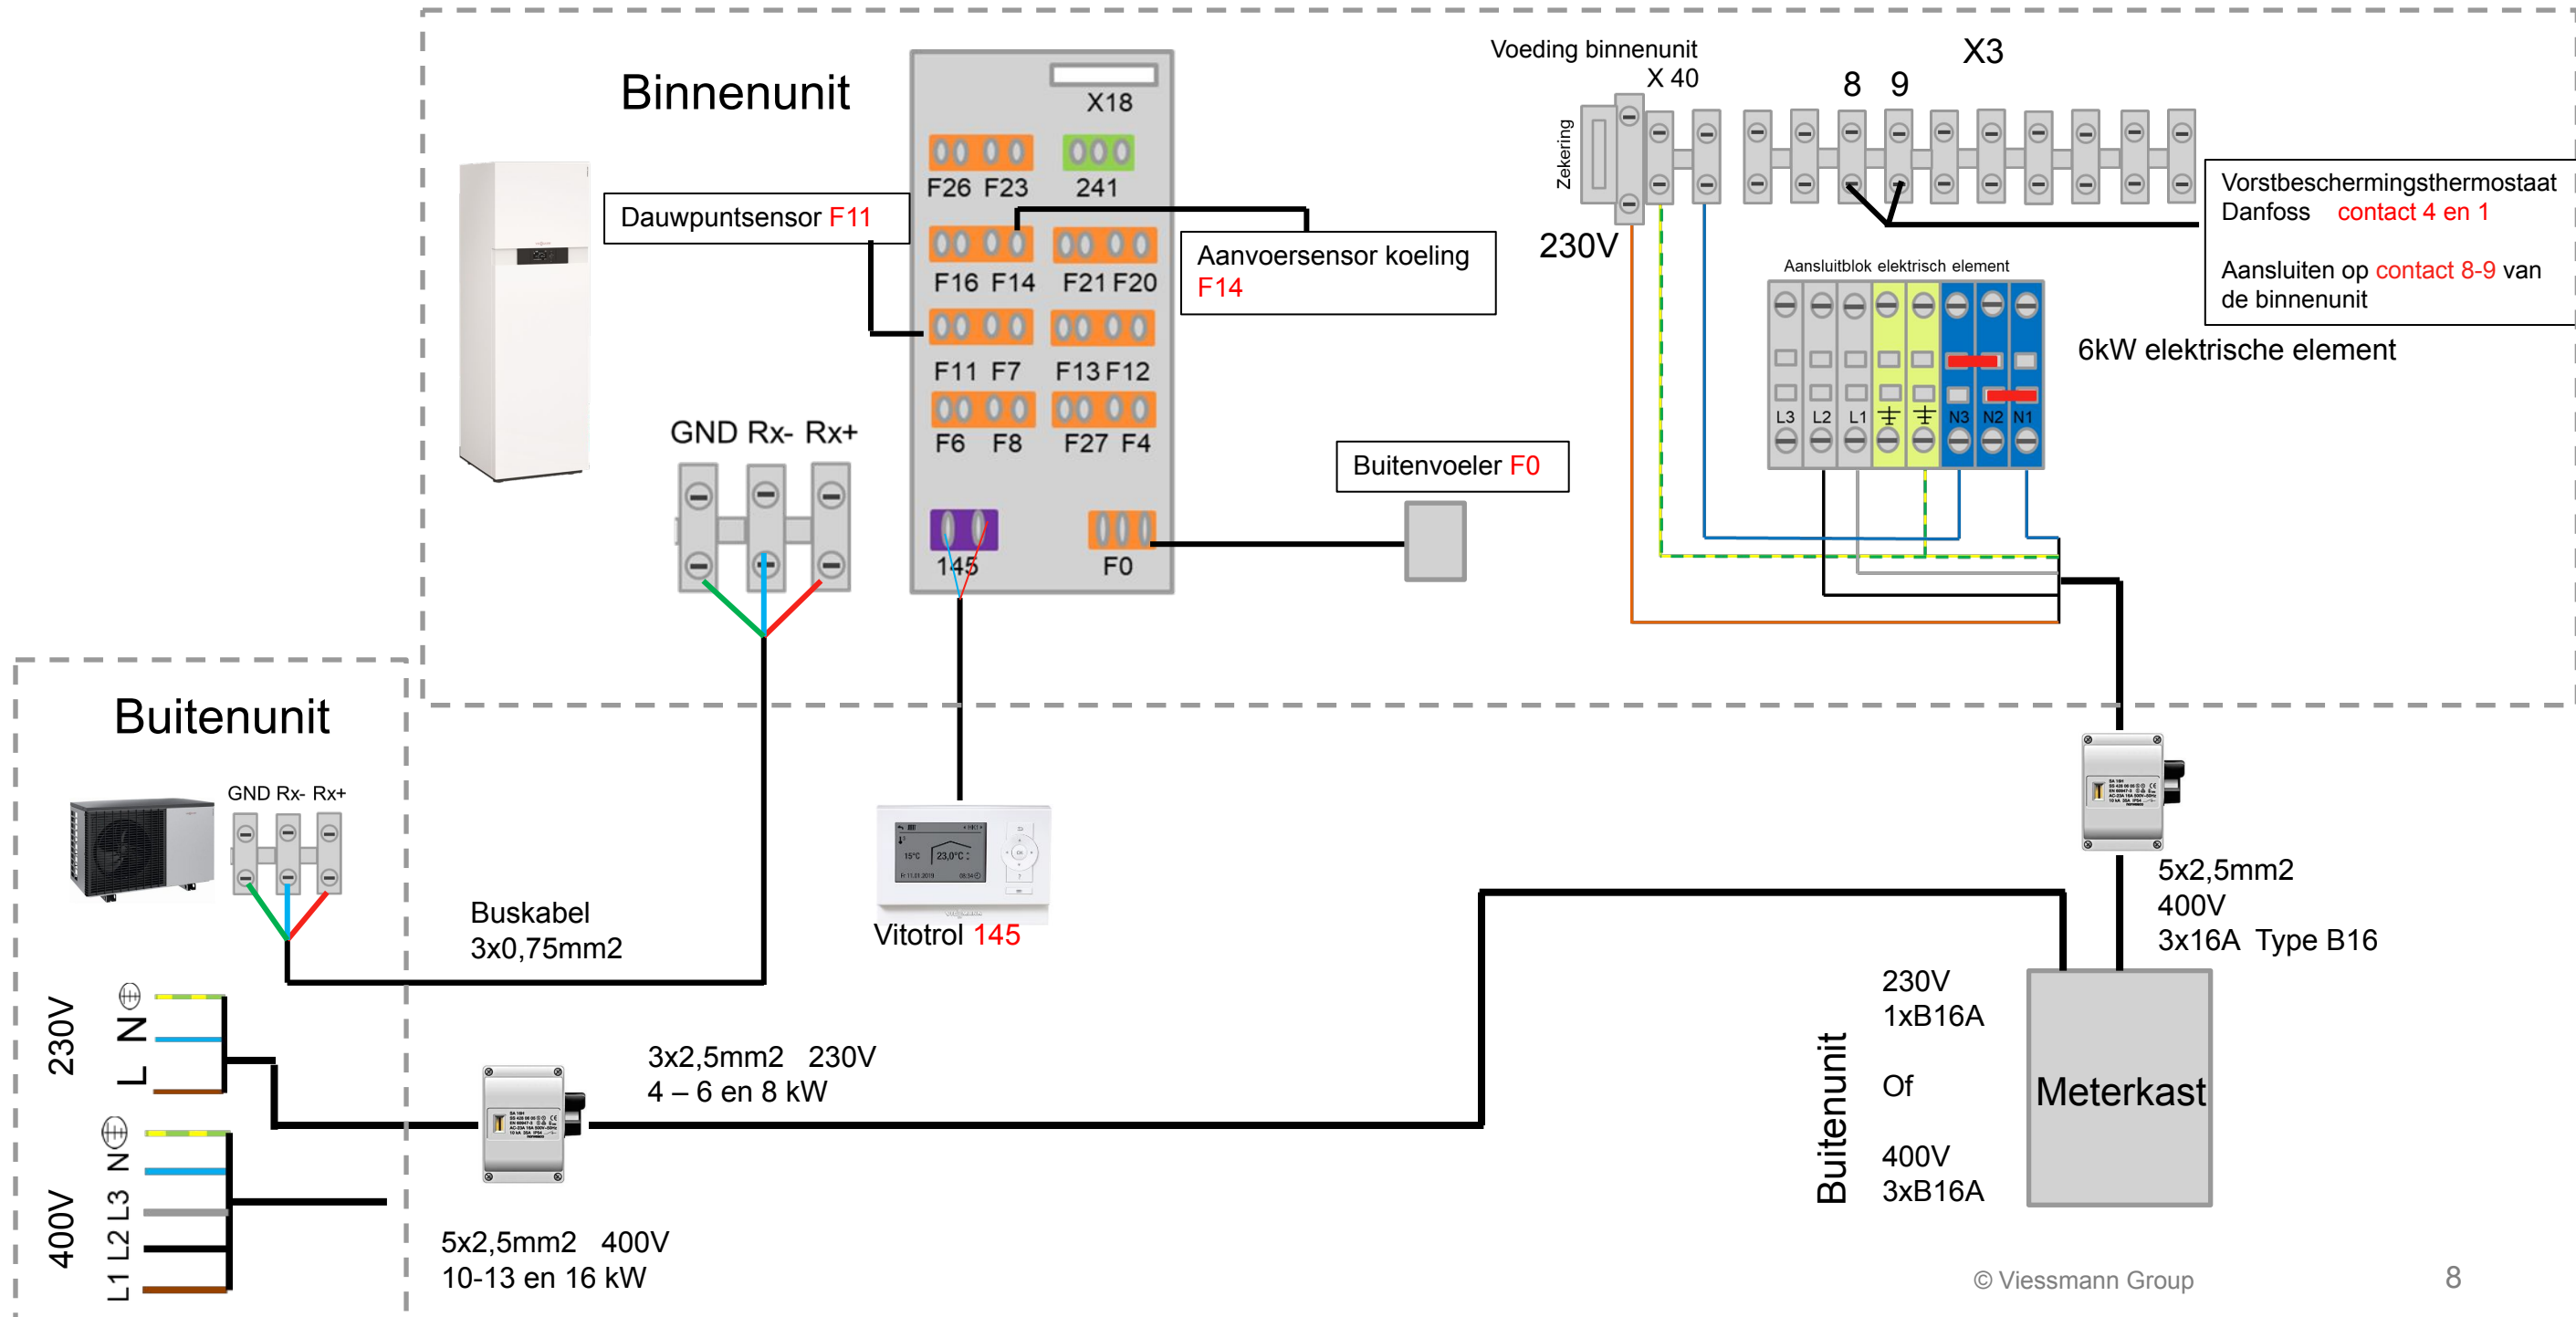 Binnenunit
X18
F26 F23
241
F16 F14
F21 F20
F11 F7
F13 F12
F6 F8
F27 F4
145
F0
Dauwpuntsensor F11
Aanvoersensor koeling
F14
Buitenvoeler F0
GND Rx- Rx+
Voeding binnenunit
X 40
Zekering
230V
X3
8 9
Vorstbeschermingsthermostaat
Danfoss contact 4 en 1
Aansluiten op contact 8-9 van
de binnenunit
Aansluitblok elektrisch element
L3 L2 L1 N3 N2 N1
6kW elektrische element
Buitenunit
GND Rx- Rx+
Buskabel
3x0,75mm2
15°C
23,0°C
Vitotrol 145
5x2,5mm2
400V
3x16A Type B16
230V
L N
400V
L1 L2 L3 N
3x2,5mm2 230V
4 – 6 en 8 kW
5x2,5mm2 400V
10-13 en 16 kW
Buitenunit
230V
1xB16A
Of
400V
3xB16A
Meterkast
© Viessmann Group
8